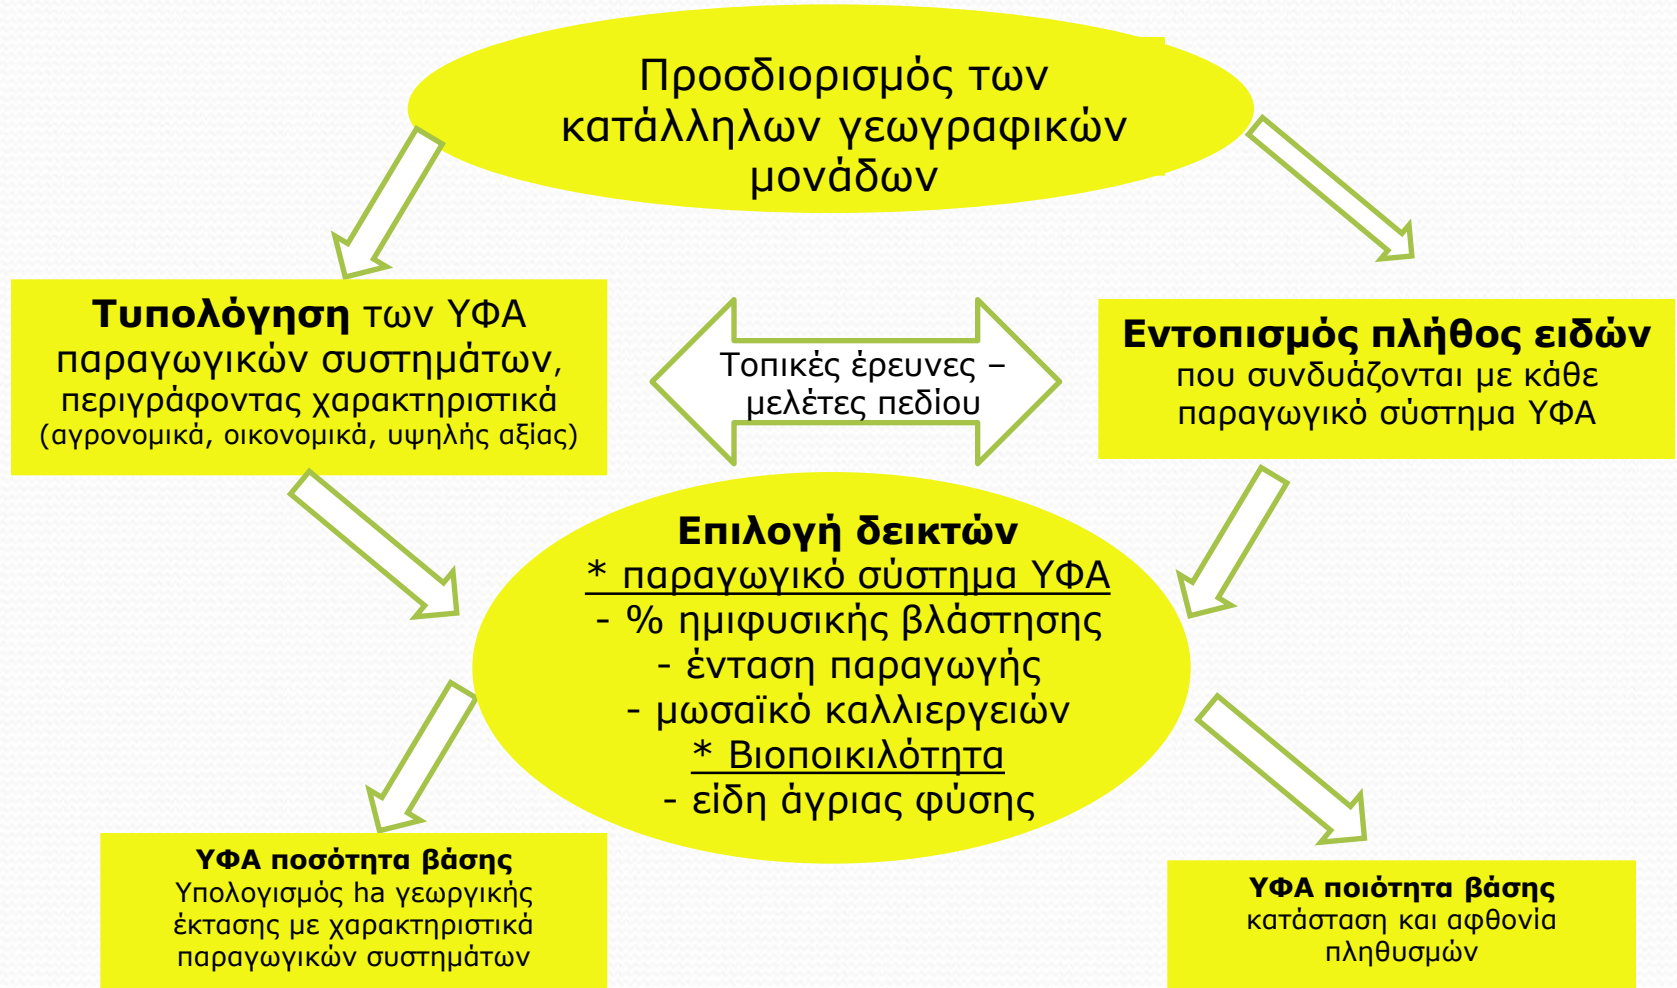 Προσδιορισμός των
κατάλληλων γεωγραφικών
μονάδων
Τυπολόγηση των ΥΦΑ
παραγωγικών συστημάτων,
περιγράφοντας χαρακτηριστικά
(αγρονομικά, οικονομικά, υψηλής αξίας)
Τοπικές έρευνες –
μελέτες πεδίου
Εντοπισμός πλήθος ειδών
που συνδυάζονται με κάθε
παραγωγικό σύστημα ΥΦΑ
Επιλογή δεικτών
* παραγωγικό σύστημα ΥΦΑ
- % ημιφυσικής βλάστησης
- ένταση παραγωγής
- μωσαϊκό καλλιεργειών
* Βιοποικιλότητα
- είδη άγριας φύσης
ΥΦΑ ποσότητα βάσης
Υπολογισμός ha γεωργικής
έκτασης με χαρακτηριστικά
παραγωγικών συστημάτων
ΥΦΑ ποιότητα βάσης
κατάσταση και αφθονία
πληθυσμών